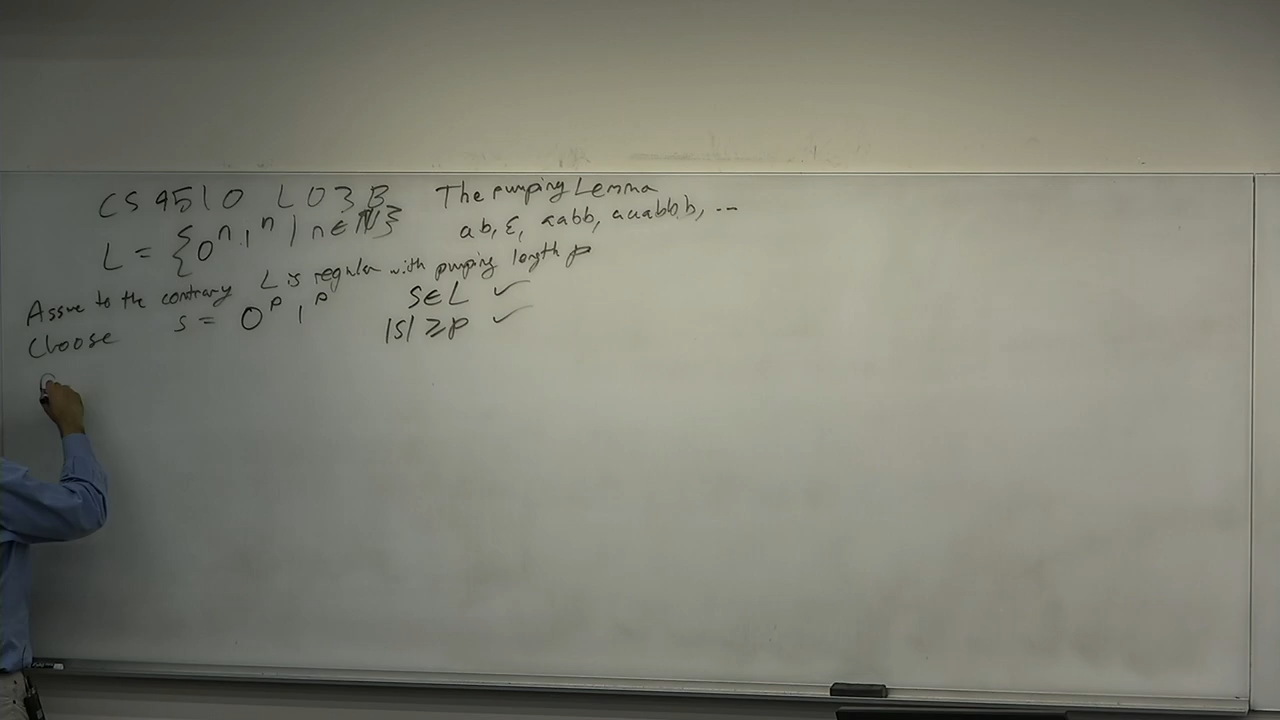 CS 4510 L03B The pumping Lemma
L = {0ⁿ1ⁿ | n ∈ ℕ} ab, ε, aabb, aaabbb, ...
Assume to the contrary L is regular with pumping length p
Choose s = 0ᵖ1ᵖ s∈L ✓
|s| ≥ p ✓